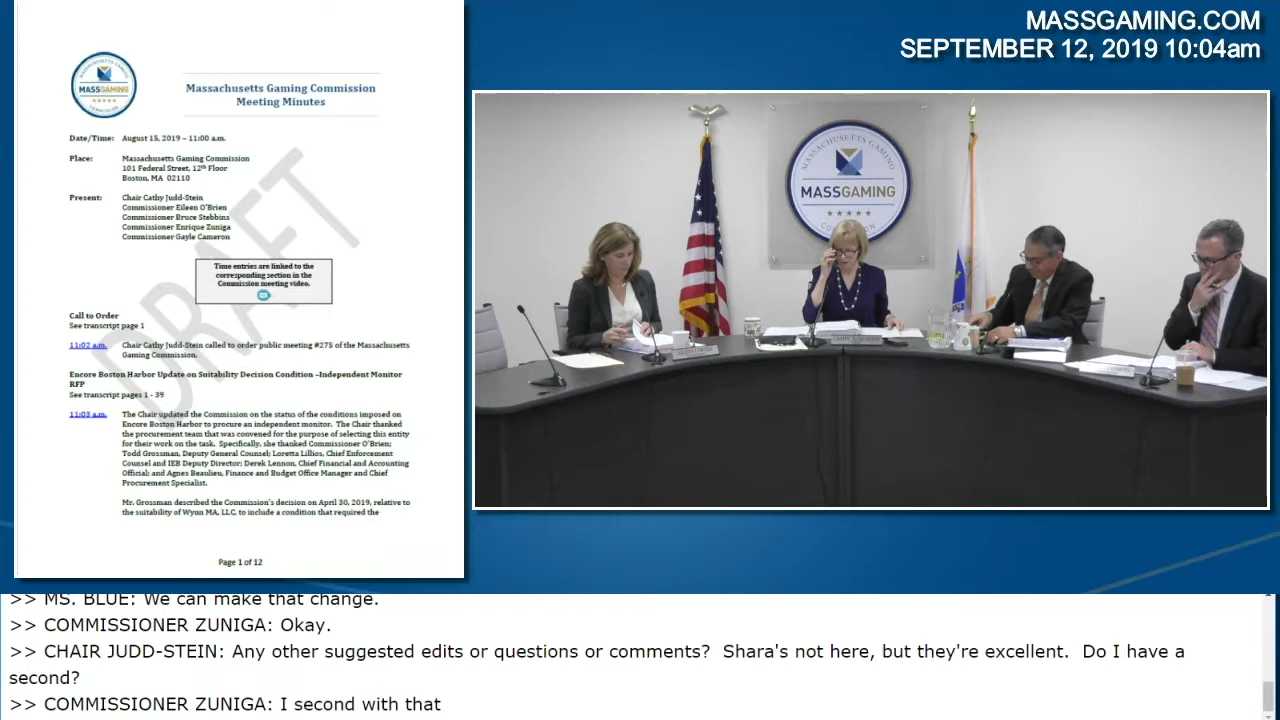 MASSGAMING.COM
SEPTEMBER 12, 2019 10:04am
MASSGAMING
Massachusetts Gaming Commission
Meeting Minutes
Date/Time: August 15, 2019 – 11:00 a.m.
Place: Massachusetts Gaming Commission
101 Federal Street, 12th Floor
Boston, MA 02110
Present: Chair Cathy Judd-Stein
Commissioner Eileen O'Brien
Commissioner Bruce Stebbins
Commissioner Enrique Zuniga
Commissioner Gayle Cameron
Time entries are linked to the
corresponding section in the
Commission meeting video.
DRAFT
Call to Order
See transcript page 1
11:02 a.m. Chair Cathy Judd-Stein called to order public meeting #275 of the Massachusetts
Gaming Commission.
Encore Boston Harbor Update on Suitability Decision Condition –Independent Monitor
RFP
See transcript pages 1 - 39
11:03 a.m. The Chair updated the Commission on the status of the conditions imposed on
Encore Boston Harbor to procure an independent monitor. The Chair thanked
the procurement team that was convened for the purpose of selecting this entity
for their work on the task. Specifically, she thanked Commissioner O'Brien;
Todd Grossman, Deputy General Counsel; Loretta Lillios, Chief Enforcement
Counsel and IEB Deputy Director; Derek Lennon, Chief Financial and Accounting
Official; and Agnes Beaulieu, Finance and Budget Office Manager and Chief
Procurement Specialist.
Mr. Grossman described the Commission's decision on April 30, 2019, relative to
the suitability of Wynn MA, LLC. to include a condition that required the
Page 1 of 12
MASSACHUSETTS GAMING
MASSGAMING
COMMISSION
>> MS. BLUE: We can make that change.
>> COMMISSIONER ZUNIGA: Okay.
>> CHAIR JUDD-STEIN: Any other suggested edits or questions or comments?  Shara's not here, but they're excellent.  Do I have a
second?
>> COMMISSIONER ZUNIGA: I second with that